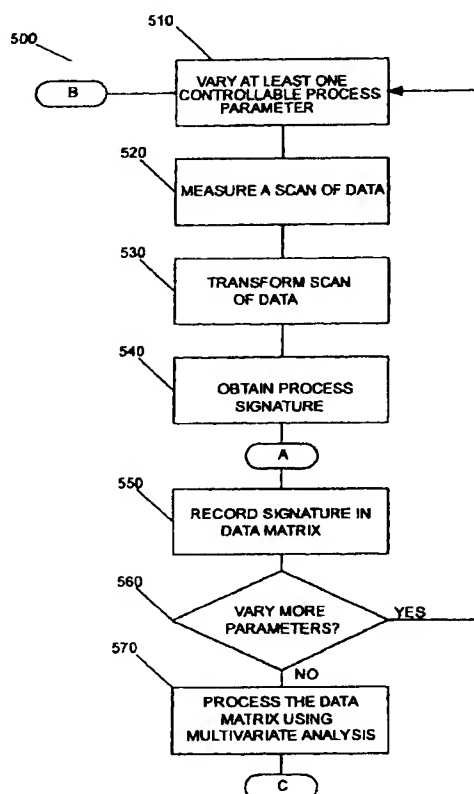 510
500
B
VARY AT LEAST ONE
CONTROLLABLE PROCESS
PARAMETER
520
MEASURE A SCAN OF DATA
530
TRANSFORM SCAN
OF DATA
540
OBTAIN PROCESS
SIGNATURE
A
550
RECORD SIGNATURE IN
DATA MATRIX
560
VARY MORE
PARAMETERS?
YES
570
NO
PROCESS THE DATA
MATRIX USING
MULTIVARIATE ANALYSIS
C